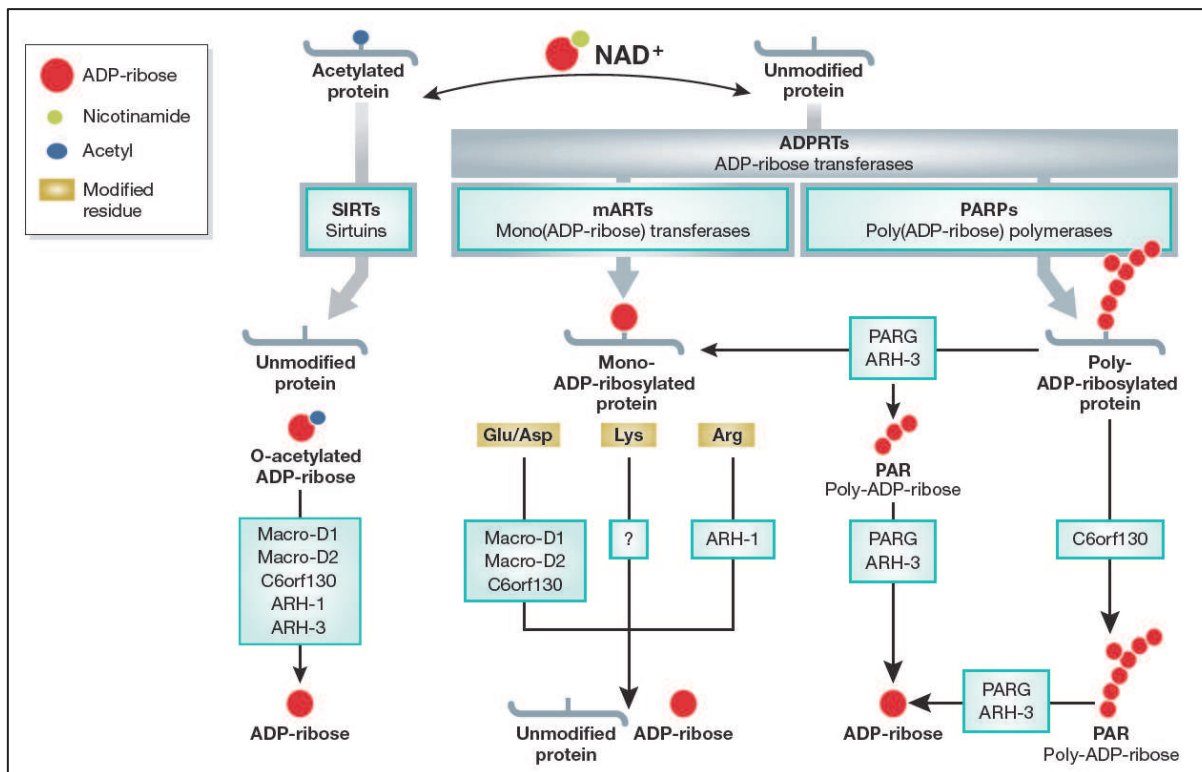 ADP-ribose
Nicotinamide
Acetyl
Modified
residue
Acetylated
protein
NAD+
Unmodified
protein
ADPRTs
ADP-ribose transferases
SIRTs
Sirtuins
mARTs
Mono(ADP-ribose) transferases
PARPs
Poly(ADP-ribose) polymerases
Unmodified
protein
Mono-
ADP-ribosylated
protein
PARG
ARH-3
Poly-
ADP-ribosylated
protein
O-acetylated
ADP-ribose
Glu/Asp
Lys
Arg
PAR
Poly-ADP-ribose
Macro-D1
Macro-D2
C6orf130
ARH-1
ARH-3
Macro-D1
Macro-D2
C6orf130
?
ARH-1
PARG
ARH-3
C6orf130
ADP-ribose
Unmodified
protein
ADP-ribose
ADP-ribose
PARG
ARH-3
PAR
Poly-ADP-ribose